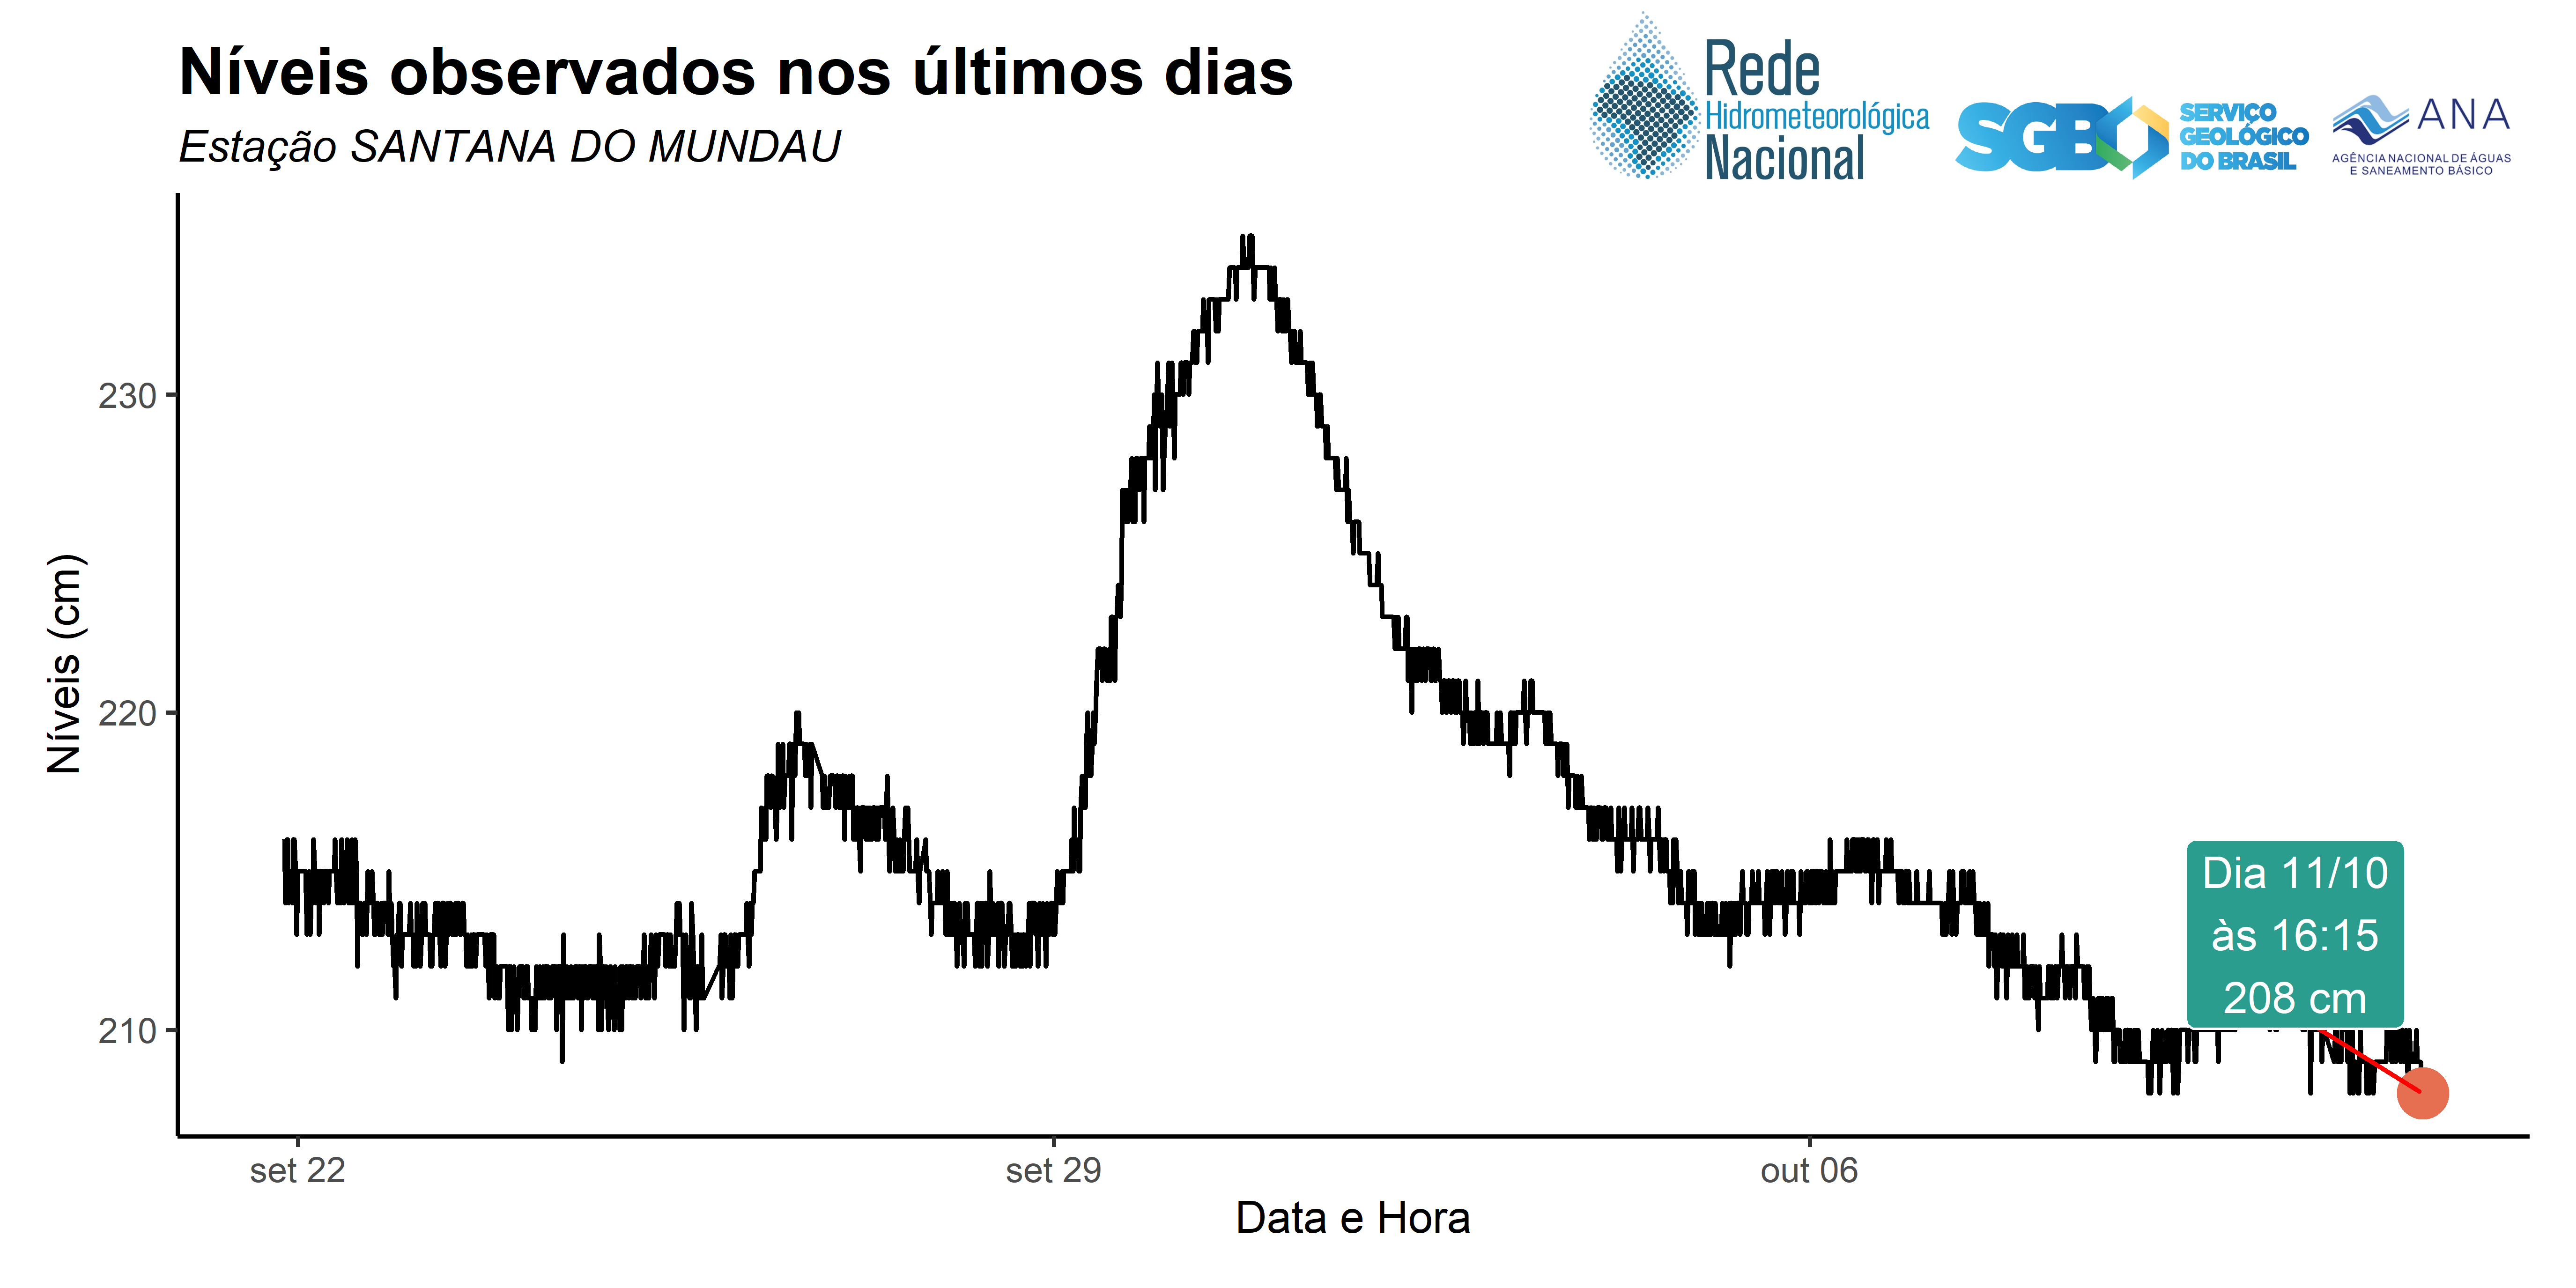 Níveis observados nos últimos dias
Estação SANTANA DO MUNDAU
Rede
Hidrometeorológica
Nacional
SGB
SERVIÇO
GEOLÓGICO
DO BRASIL
ANA
AGÊNCIA NACIONAL DE ÁGUAS
E SANEAMENTO BÁSICO
Níveis (cm)
230
220
210
Dia 11/10
às 16:15
208 cm
set 22
set 29
out 06
Data e Hora